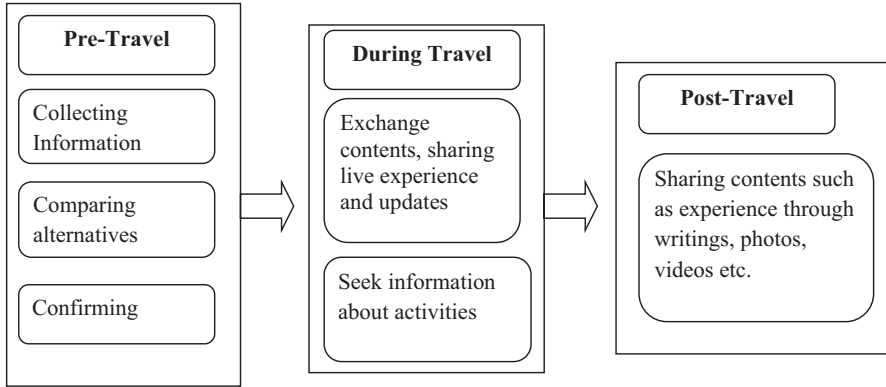 Pre-Travel
Collecting
Information
Comparing
alternatives
Confirming
During Travel
Exchange
contents, sharing
live experience
and updates
Seek information
about activities
Post-Travel
Sharing contents such
as experience through
writings, photos,
videos etc.